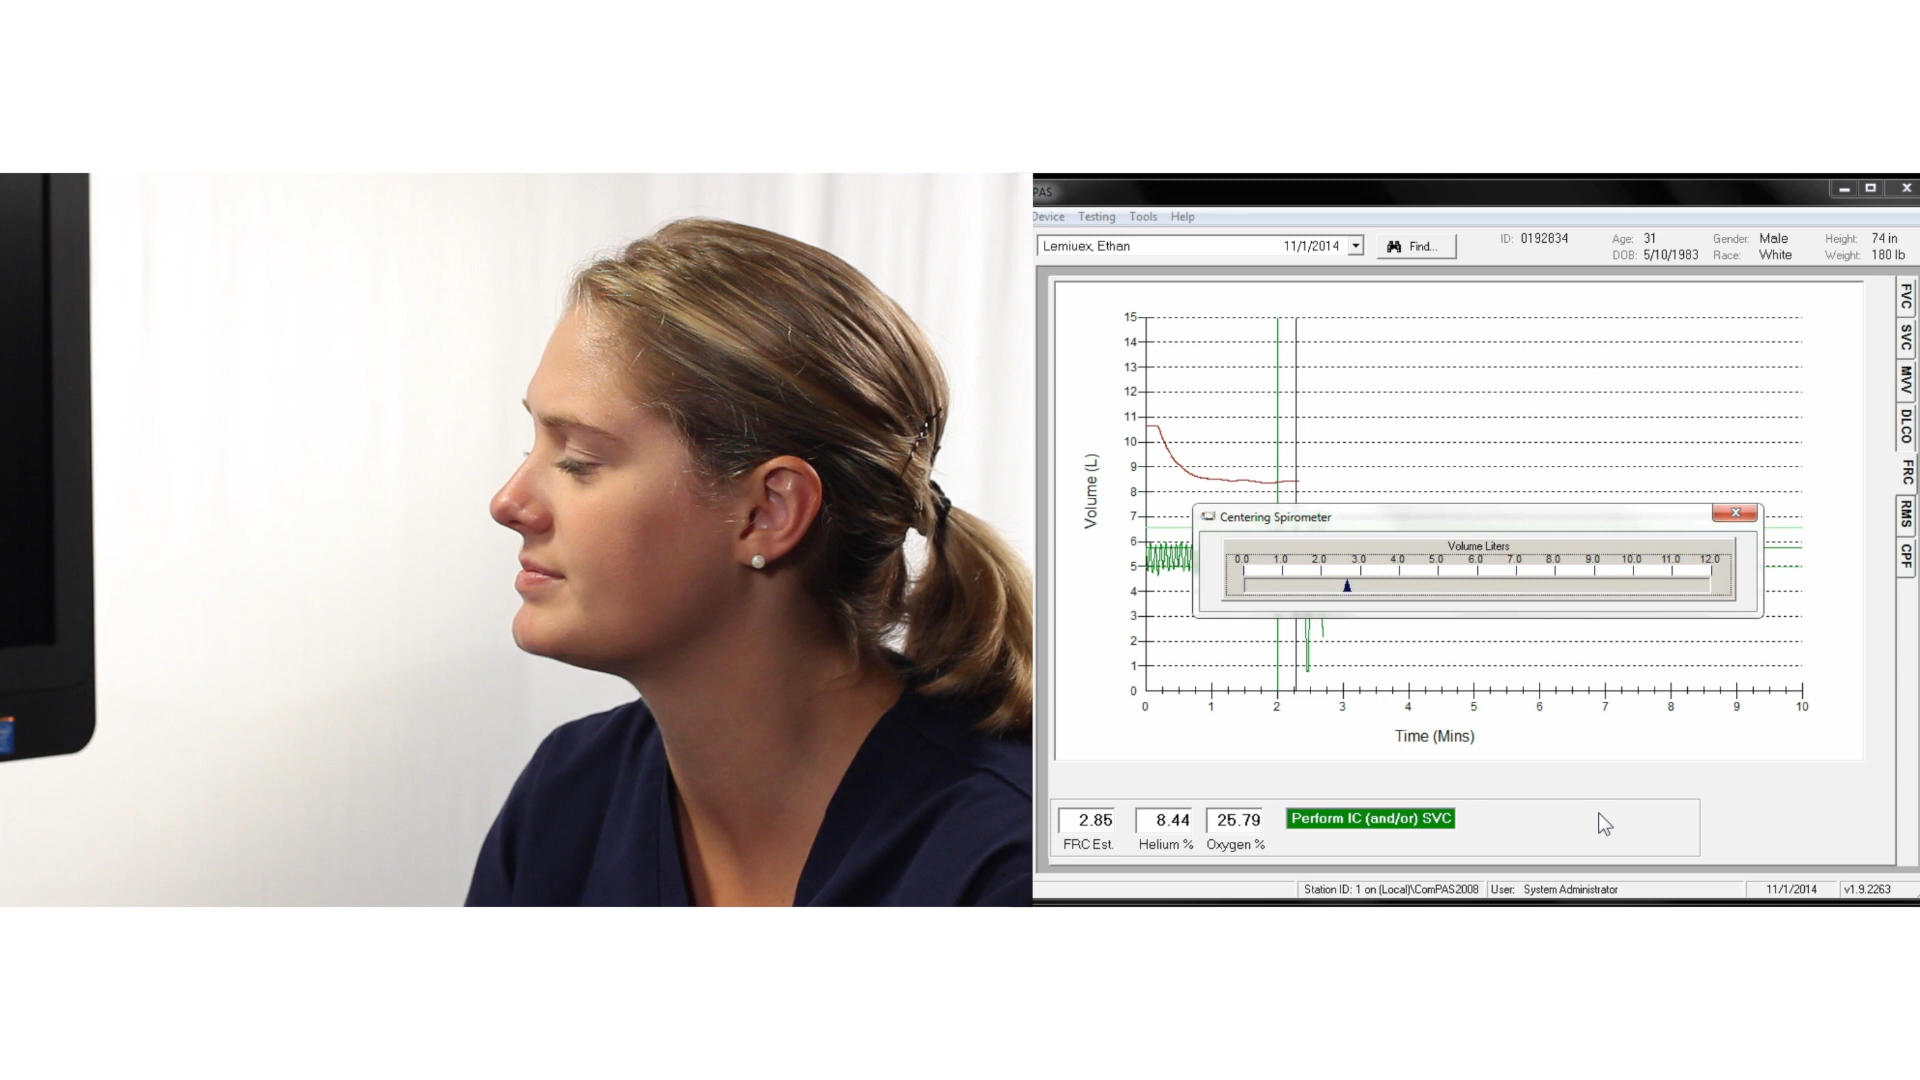 PAS
Device Testing Tools Help
Lemiuex, Ethan 11/1/2014 Find... ID: 0192834 Age: 31 Gender: Male Height: 74 in
DOB: 5/10/1983 Race: White Weight: 180 lb
FVC
SVC
MVV
DLCO
FRC
RMS
CPF
15
14
13
12
11
10
9
8
7
6
5
4
3
2
1
0
Volume (L)
Centering Spirometer
Volume Liters
0.0 1.0 2.0 3.0 4.0 5.0 6.0 7.0 8.0 9.0 10.0 11.0 12.0
0 1 2 3 4 5 6 7 8 9 10
Time (Mins)
2.85 8.44 25.79 Perform IC (and/or) SVC
FRC Est. Helium % Oxygen %
Station ID: 1 on (Local)\ComPAS2008 User: System Administrator 11/1/2014 v1.9.2263